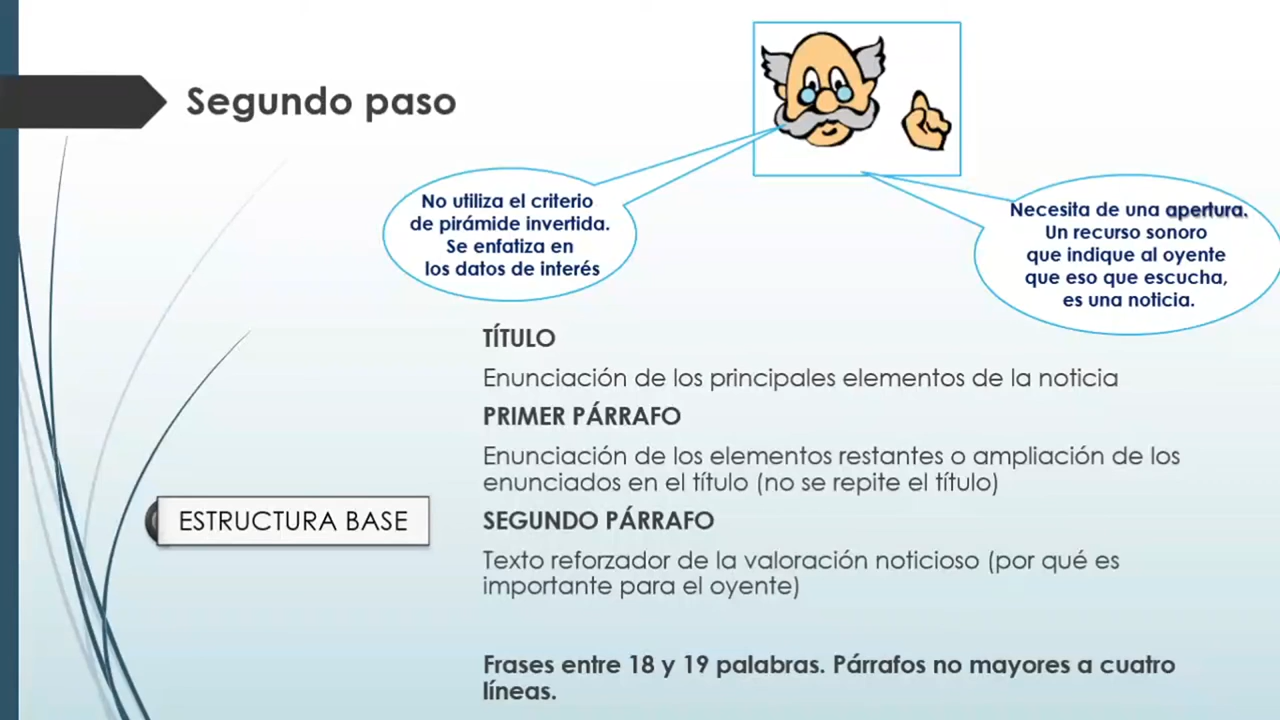 Segundo paso
No utiliza el criterio
de pirámide invertida.
Se enfatiza en
los datos de interés
Necesita de una apertura.
Un recurso sonoro
que indique al oyente
que eso que escucha,
es una noticia.
TÍTULO
Enunciación de los principales elementos de la noticia
PRIMER PÁRRAFO
Enunciación de los elementos restantes o ampliación de los
enunciados en el título (no se repite el título)
SEGUNDO PÁRRAFO
Texto reforzador de la valoración noticioso (por qué es
importante para el oyente)
ESTRUCTURA BASE
Frases entre 18 y 19 palabras. Párrafos no mayores a cuatro
líneas.